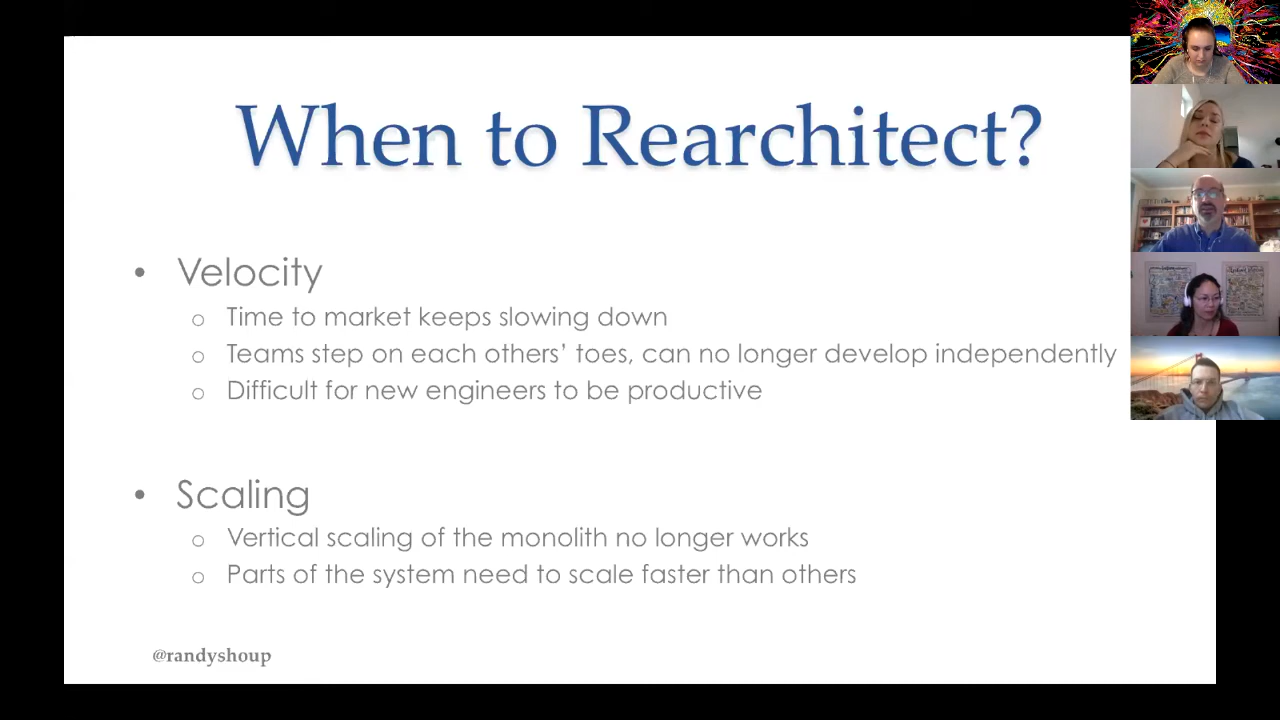 When to Rearchitect?
• Velocity
o Time to market keeps slowing down
o Teams step on each others’ toes, can no longer develop independently
o Difficult for new engineers to be productive
• Scaling
o Vertical scaling of the monolith no longer works
o Parts of the system need to scale faster than others
@randyshoup